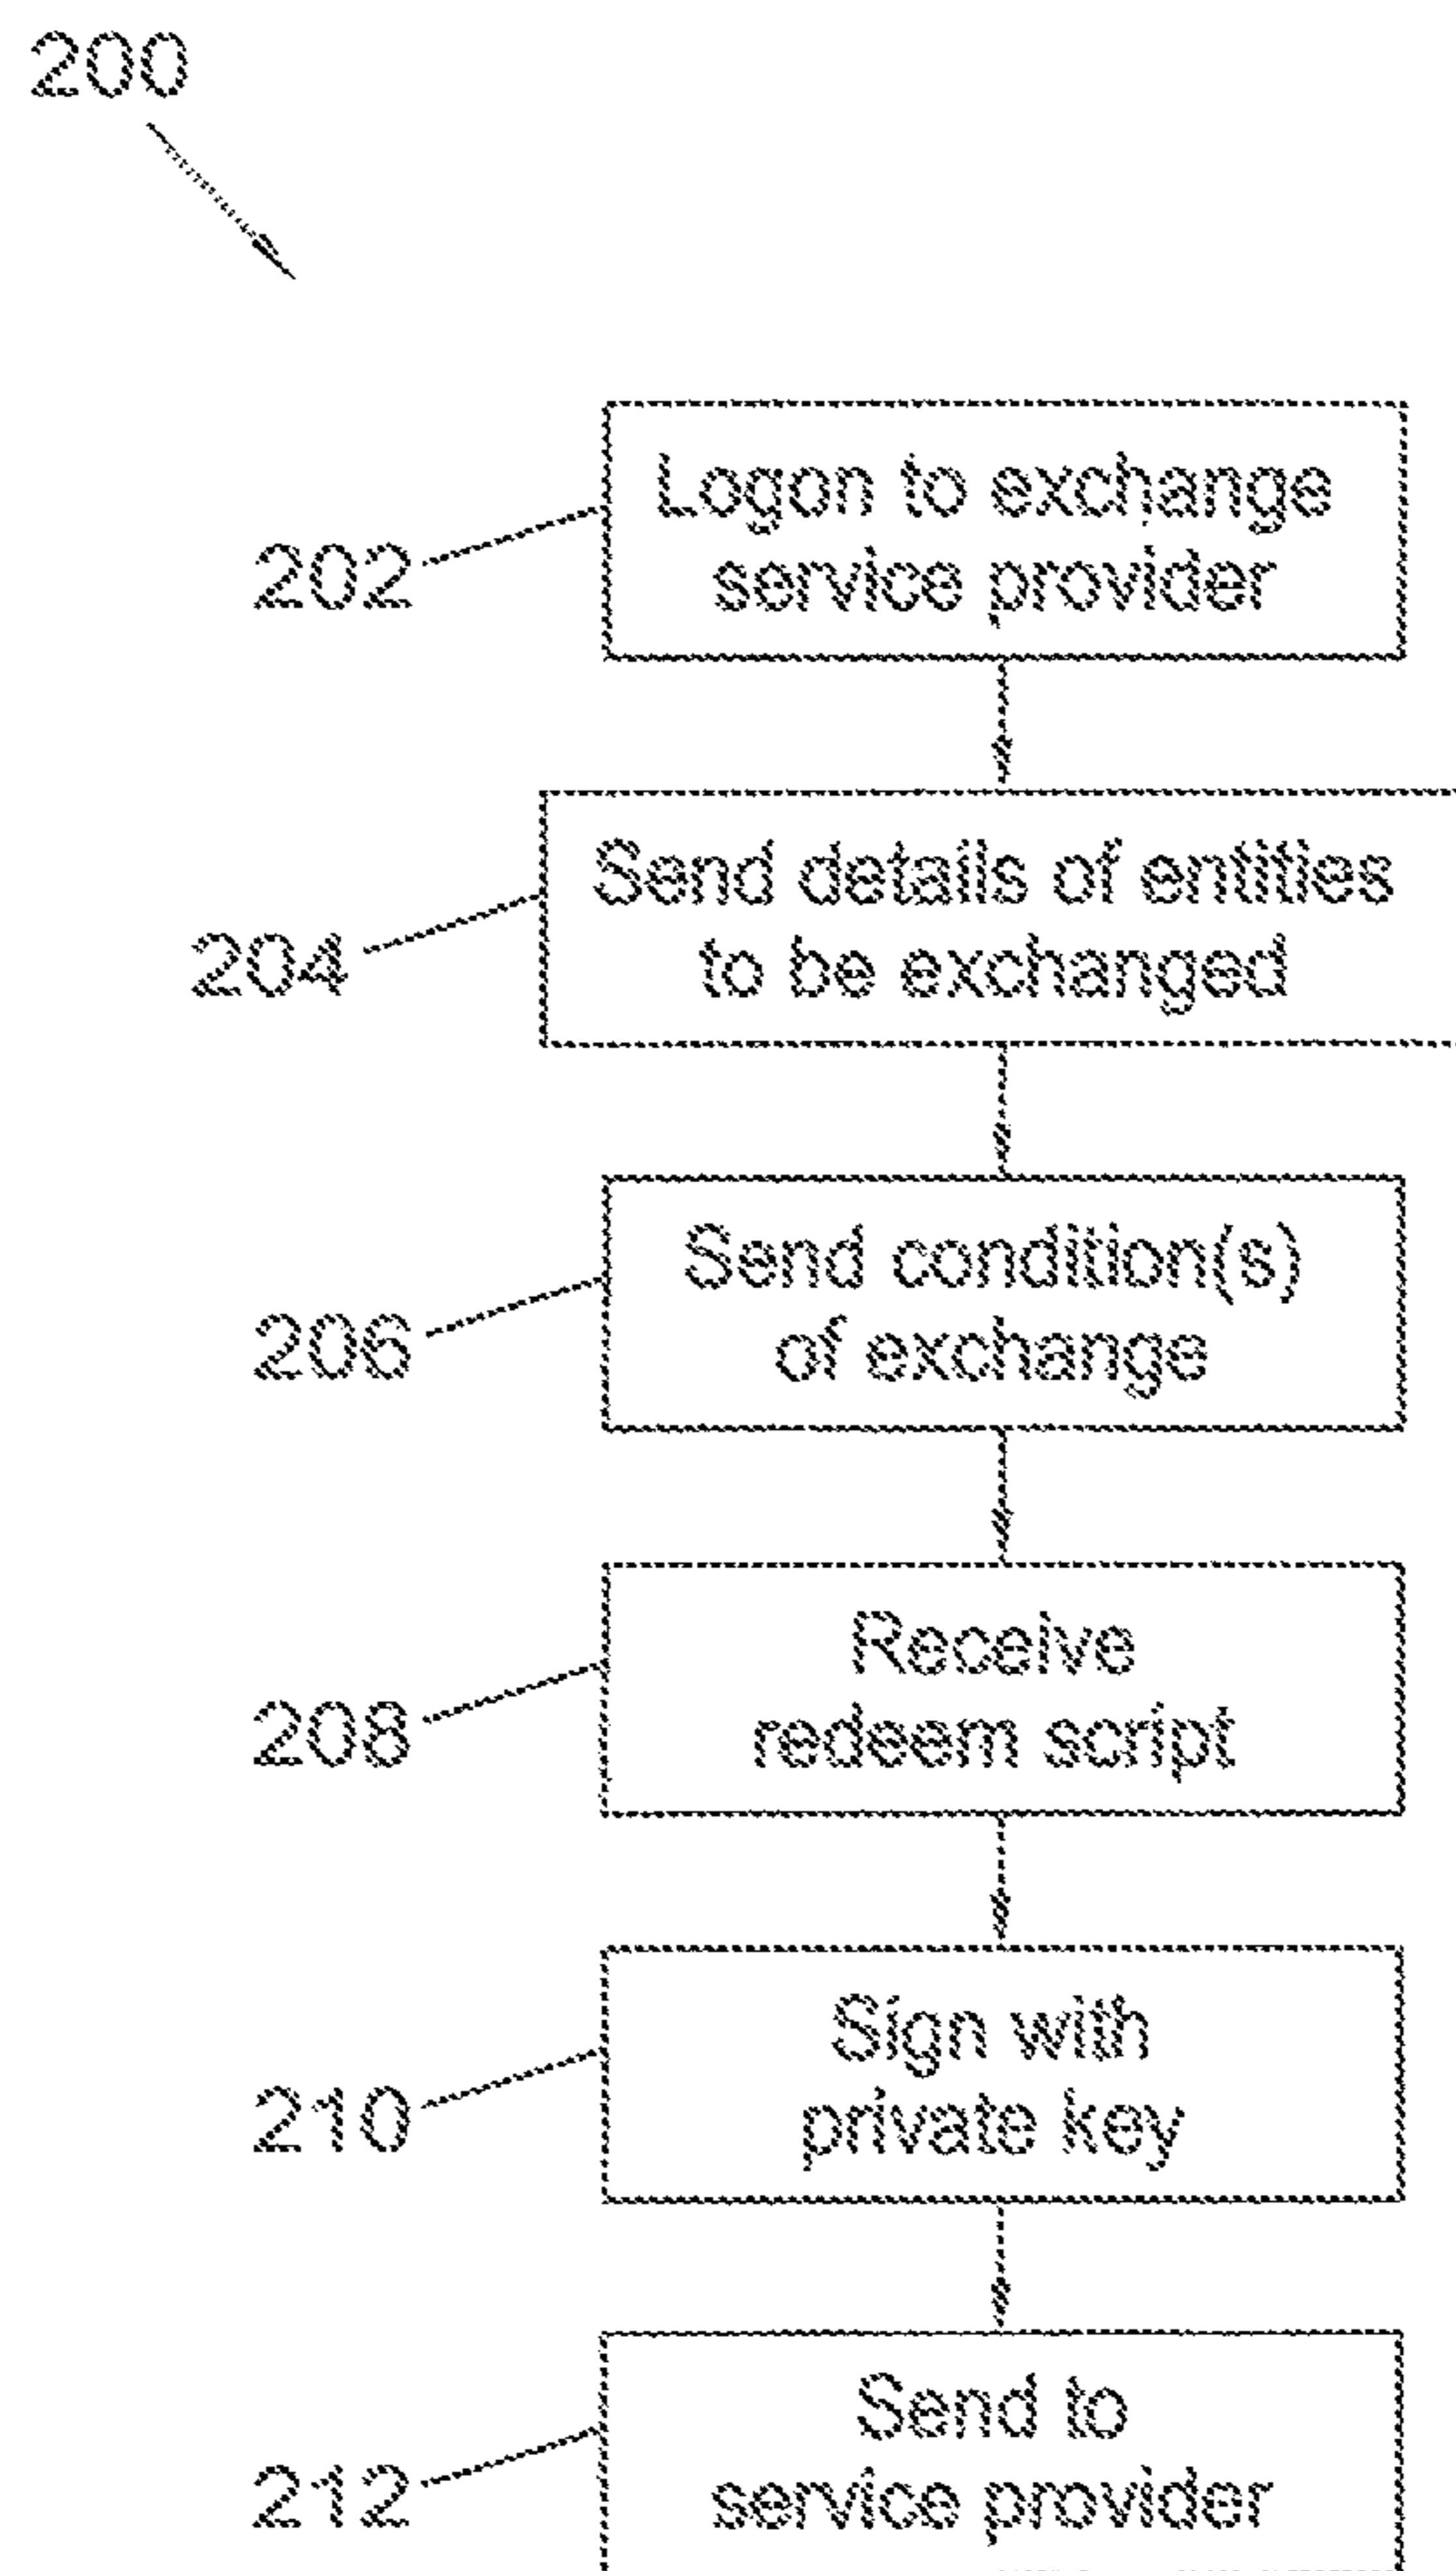 200
Logon to exchange
service provider
202
Send details of entities
to be exchanged
204
Send condition(s)
of exchange
206
Receive
redeem script
208
Sign with
private key
210
Send to
service provider
212